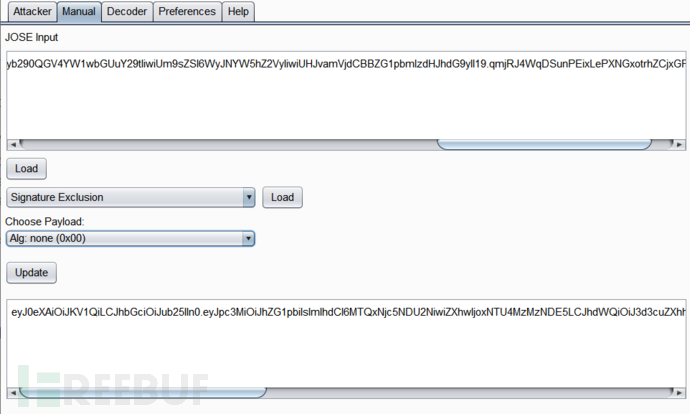 Attacker Manual Decoder Preferences Help
JOSE Input
yb290QGV4YW1wbGUuY29tIiwiUm9sZSI6WyJNYW5hZ2VyIiwiUHJvamVjdCBBZG1pbmlzdHJhdG9yIl19.qmjRJ4WqDSunPEixLePXNGxotrhZCjxGF
Load
Signature Exclusion Load
Choose Payload:
Alg: none (0x00)
Update
eyJ0eXAiOiJKV1QiLCJhbGciOiJub25lIn0.eyJpc3MiOiJhZG1pbiIsImlhdCI6MTQxNjc5NDU2NiwiZXhwIjoxNTU4MzMzNDE5LCJhdWQiOiJ3d3cuZXhh
REEBUF